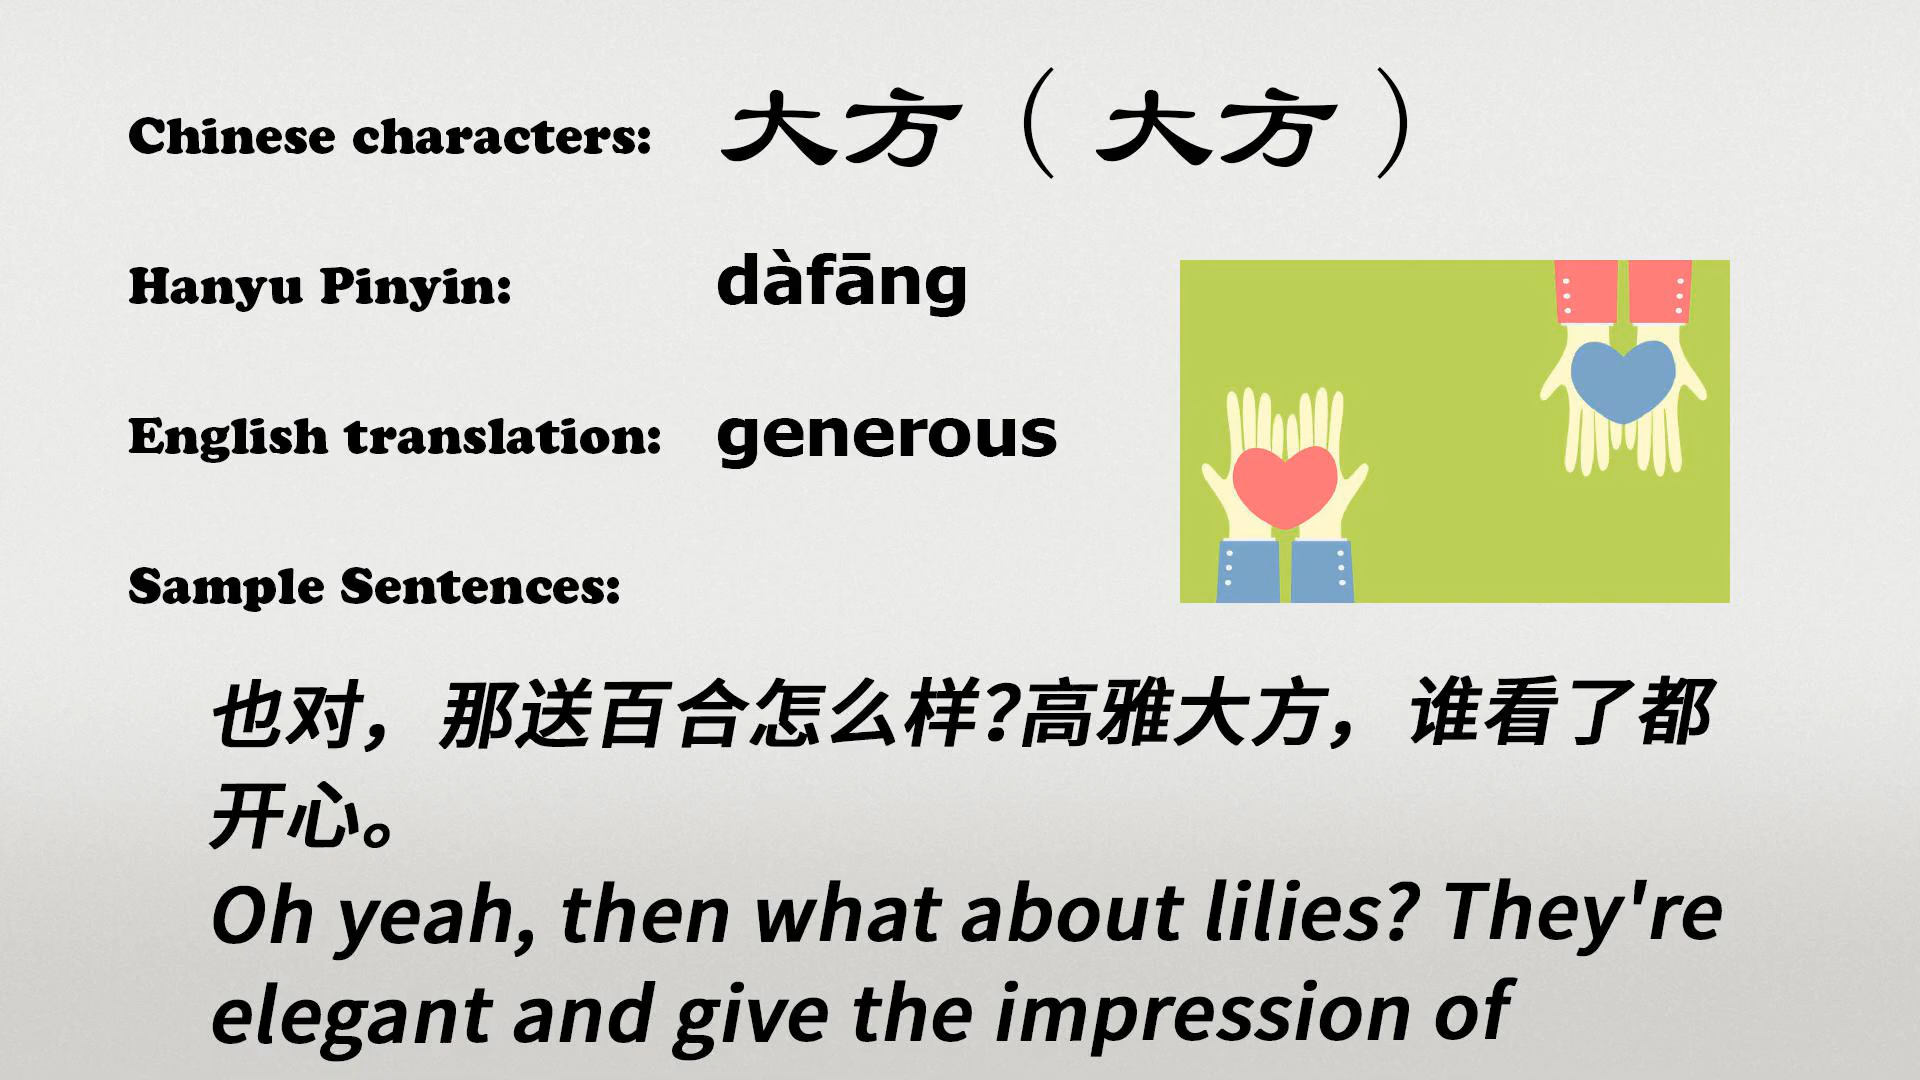 Chinese characters: 大方（大方）
Hanyu Pinyin: dàfāng
English translation: generous
Sample Sentences:
也对，那送百合怎么样?高雅大方，谁看了都
开心。
Oh yeah, then what about lilies? They're
elegant and give the impression of